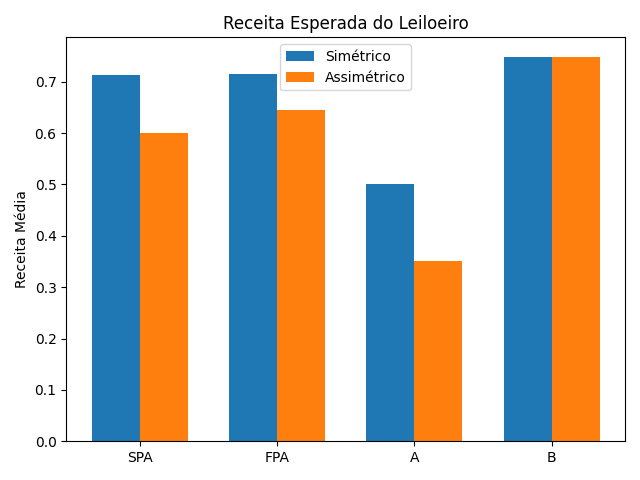 Receita Esperada do Leiloeiro
Simétrico
Assimétrico
Receita Média
0.7
0.6
0.5
0.4
0.3
0.2
0.1
0.0
SPA
FPA
A
B